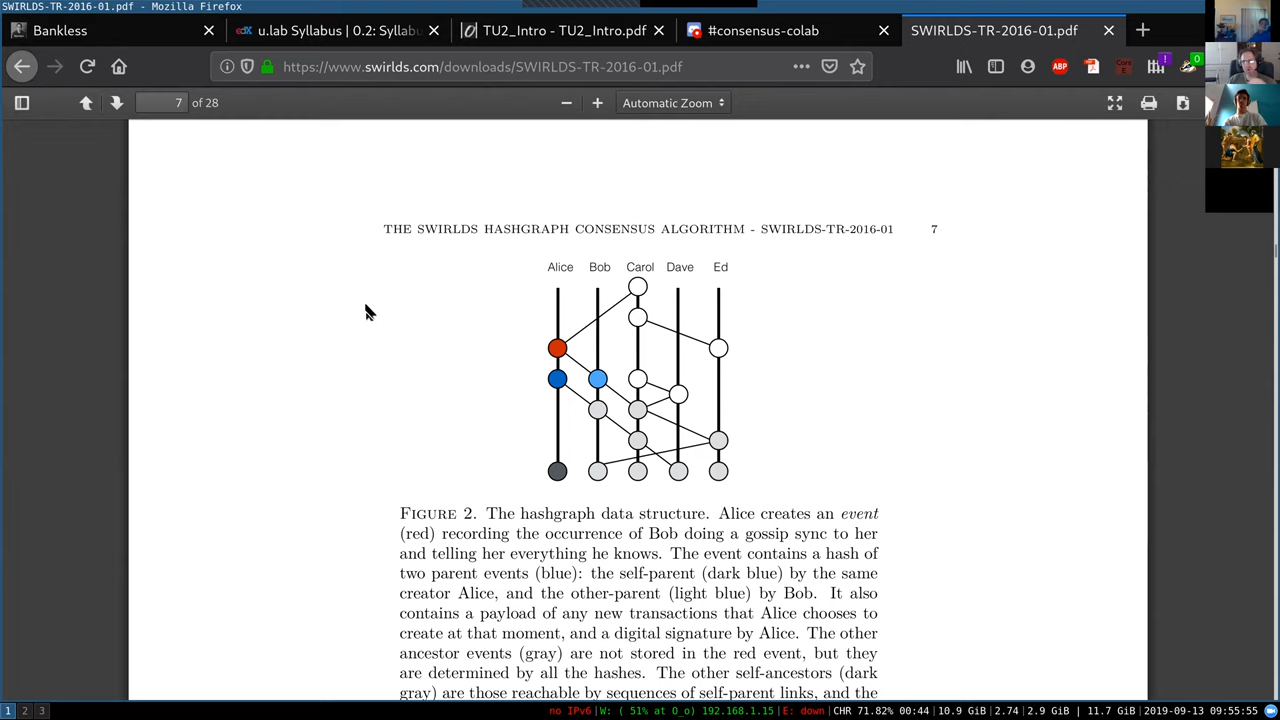 SWIRLDS-TR-2016-01.pdf - Mozilla Firefox
Bankless
u.lab Syllabus | 0.2: Syllab
TU2_Intro - TU2_Intro.pdf
#consensus-colab
SWIRLDS-TR-2016-01.pdf
https://www.swirlds.com/downloads/SWIRLDS-TR-2016-01.pdf
ABP
Core
E
!
0
7 of 28
Automatic Zoom
THE SWIRLDS HASHGRAPH CONSENSUS ALGORITHM - SWIRLDS-TR-2016-01 7
Alice Bob Carol Dave Ed
FIGURE 2. The hashgraph data structure. Alice creates an event
(red) recording the occurrence of Bob doing a gossip sync to her
and telling her everything he knows. The event contains a hash of
two parent events (blue): the self-parent (dark blue) by the same
creator Alice, and the other-parent (light blue) by Bob. It also
contains a payload of any new transactions that Alice chooses to
create at that moment, and a digital signature by Alice. The other
ancestor events (gray) are not stored in the red event, but they
are determined by all the hashes. The other self-ancestors (dark
gray) are those reachable by sequences of self-parent links, and the
1 2 3
no IPv6|W: ( 51% at O_o) 192.168.1.15|E: down|CHR 71.82% 00:44|10.9 GiB|2.74|2.9 GiB | 11.7 GiB|2019-09-13 09:55:55